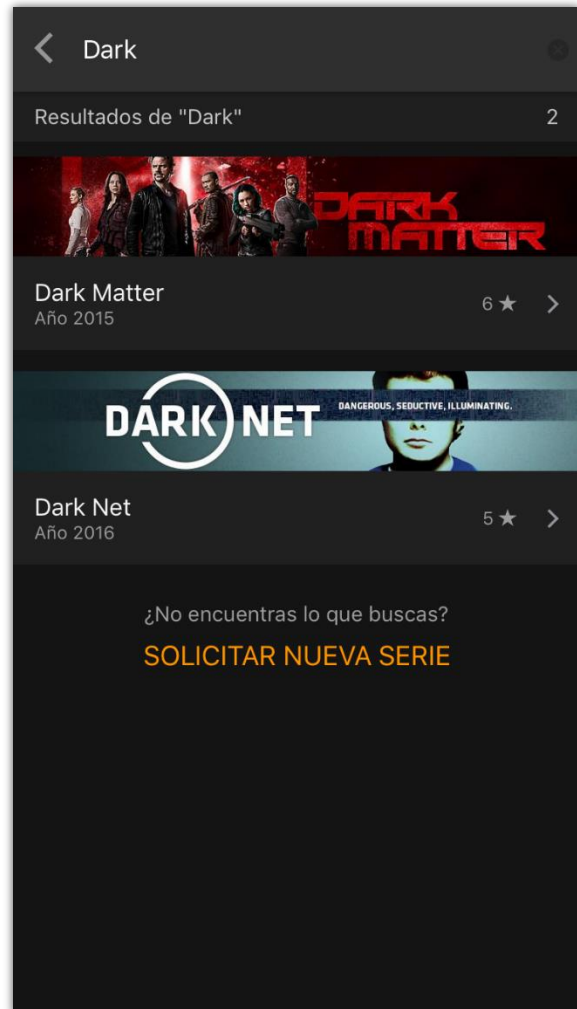 Dark
Resultados de "Dark" 2
DARK
MATTER
Dark Matter
Año 2015
6 ★
DARK NET
DANGEROUS, SEDUCTIVE, ILLUMINATING.
Dark Net
Año 2016
5 ★
¿No encuentras lo que buscas?
SOLICITAR NUEVA SERIE